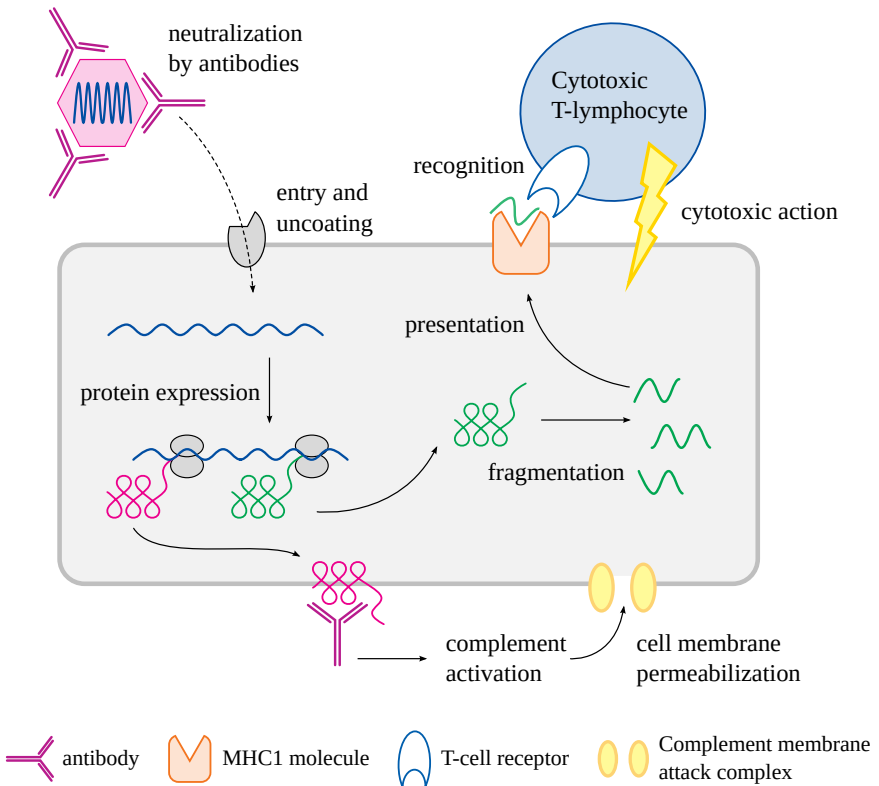 neutralization
by antibodies
Cytotoxic
T-lymphocyte
recognition
entry and
uncoating
cytotoxic action
presentation
protein expression
fragmentation
complement
activation
cell membrane
permeabilization
antibody
MHC1 molecule
T-cell receptor
Complement membrane
attack complex